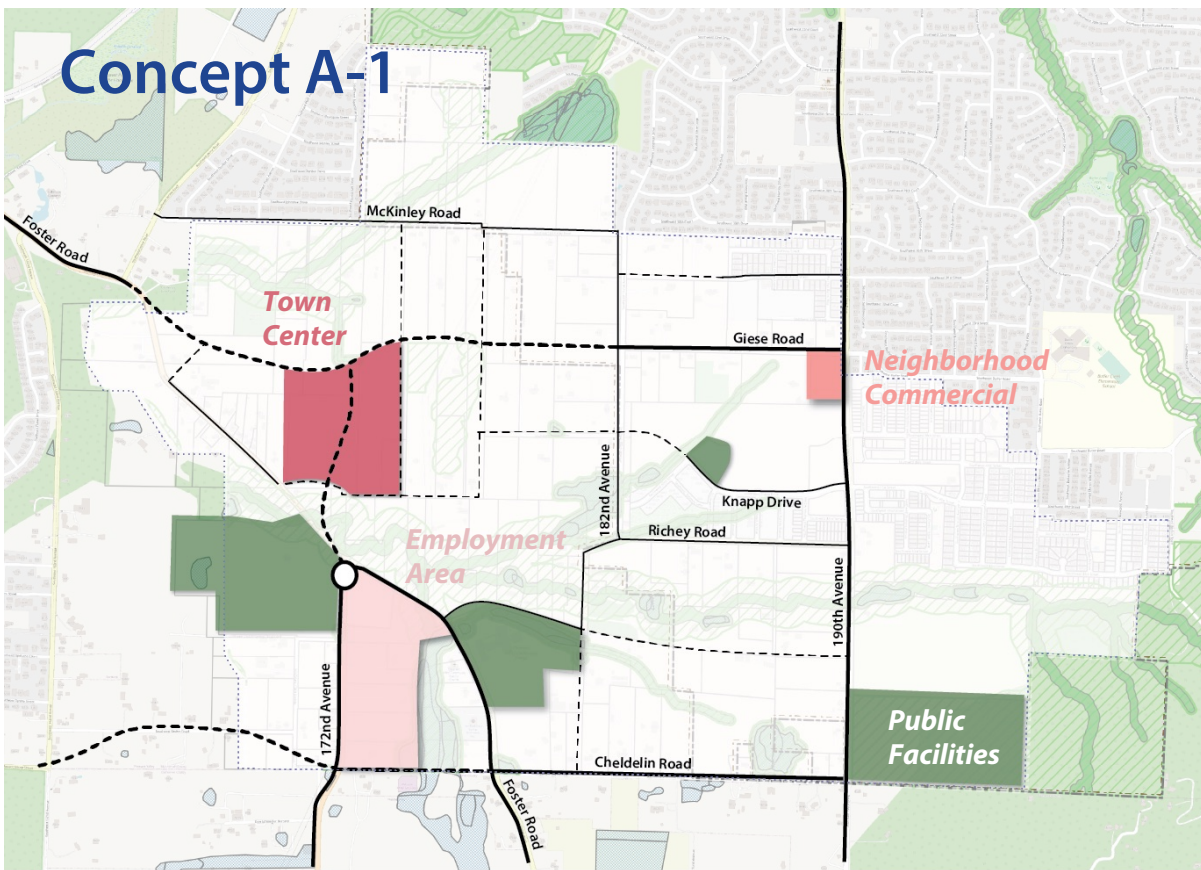 Concept A-1
McKinley Road
Foster Road
Town
Center
Giese Road
Neighborhood
Commercial
182nd Avenue
Knapp Drive
Richey Road
Employment
Area
190th Avenue
172nd Avenue
Public
Facilities
Cheldelin Road
Foster Road